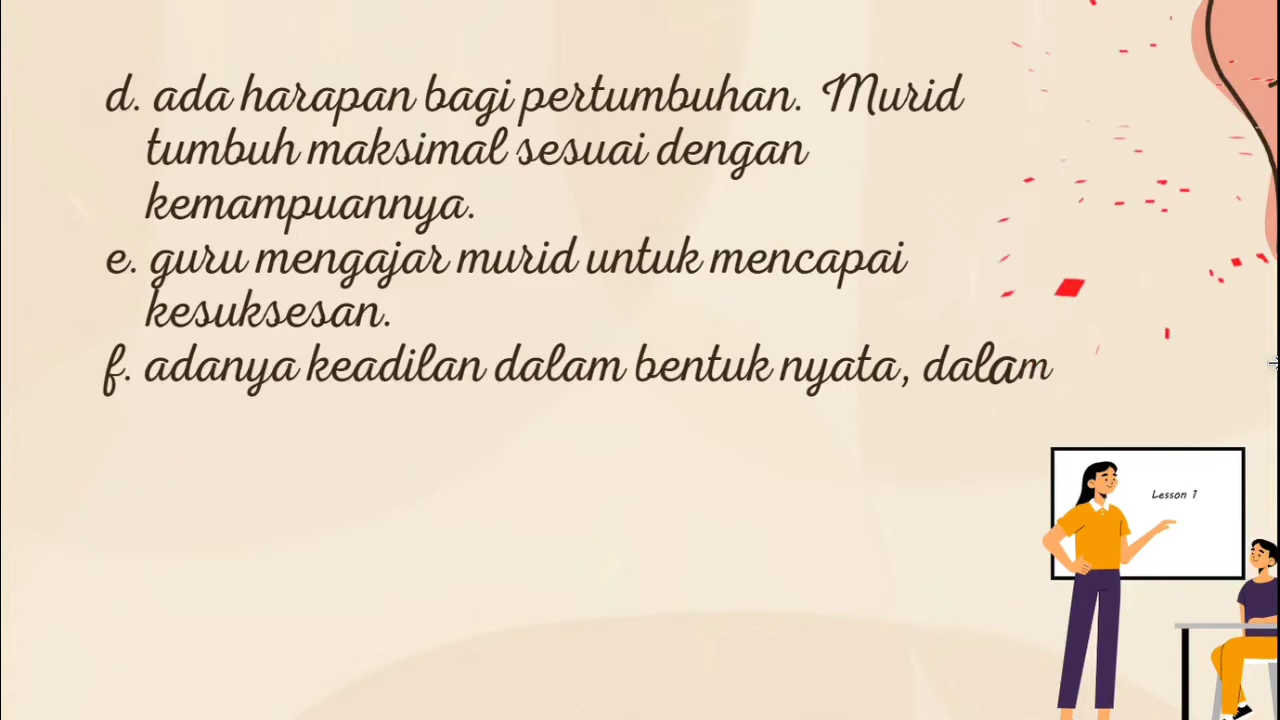 d. ada harapan bagi pertumbuhan. Murid
tumbuh maksimal sesuai dengan
kemampuannya.
e. guru mengajar murid untuk mencapai
kesuksesan.
f. adanya keadilan dalam bentuk nyata, dalam
Lesson 1